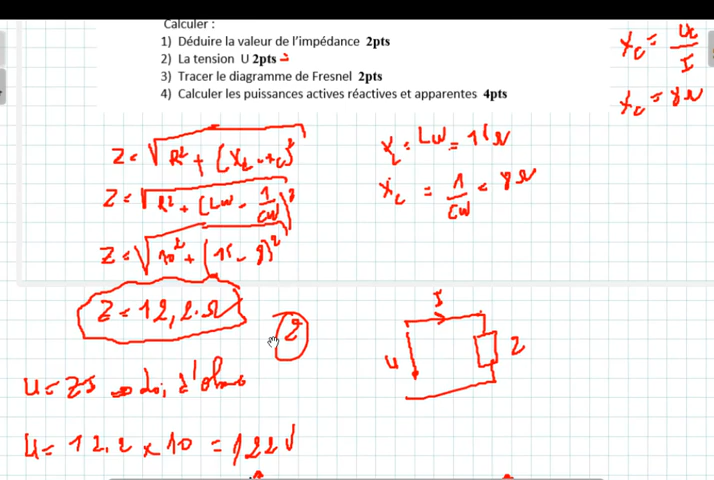 Calculer :
1) Déduire la valeur de l'impédance 2pts
2) La tension U 2pts
3) Tracer le diagramme de Fresnel 2pts
4) Calculer les puissances actives réactives et apparentes 4pts
Xc = Uc / I
Xc = 8Ω
Z = √R² + (XL - Xc)²
Z = √R² + (Lω - 1/Cω)²
Z = √10² + (15 - 8)²
Z = 12,2 Ω
XL = Lω = 15Ω
Xc = 1/Cω = 8Ω
2
I
U
Z
U = ZI → Loi d'ohm
U = 12.2 × 10 = 122V